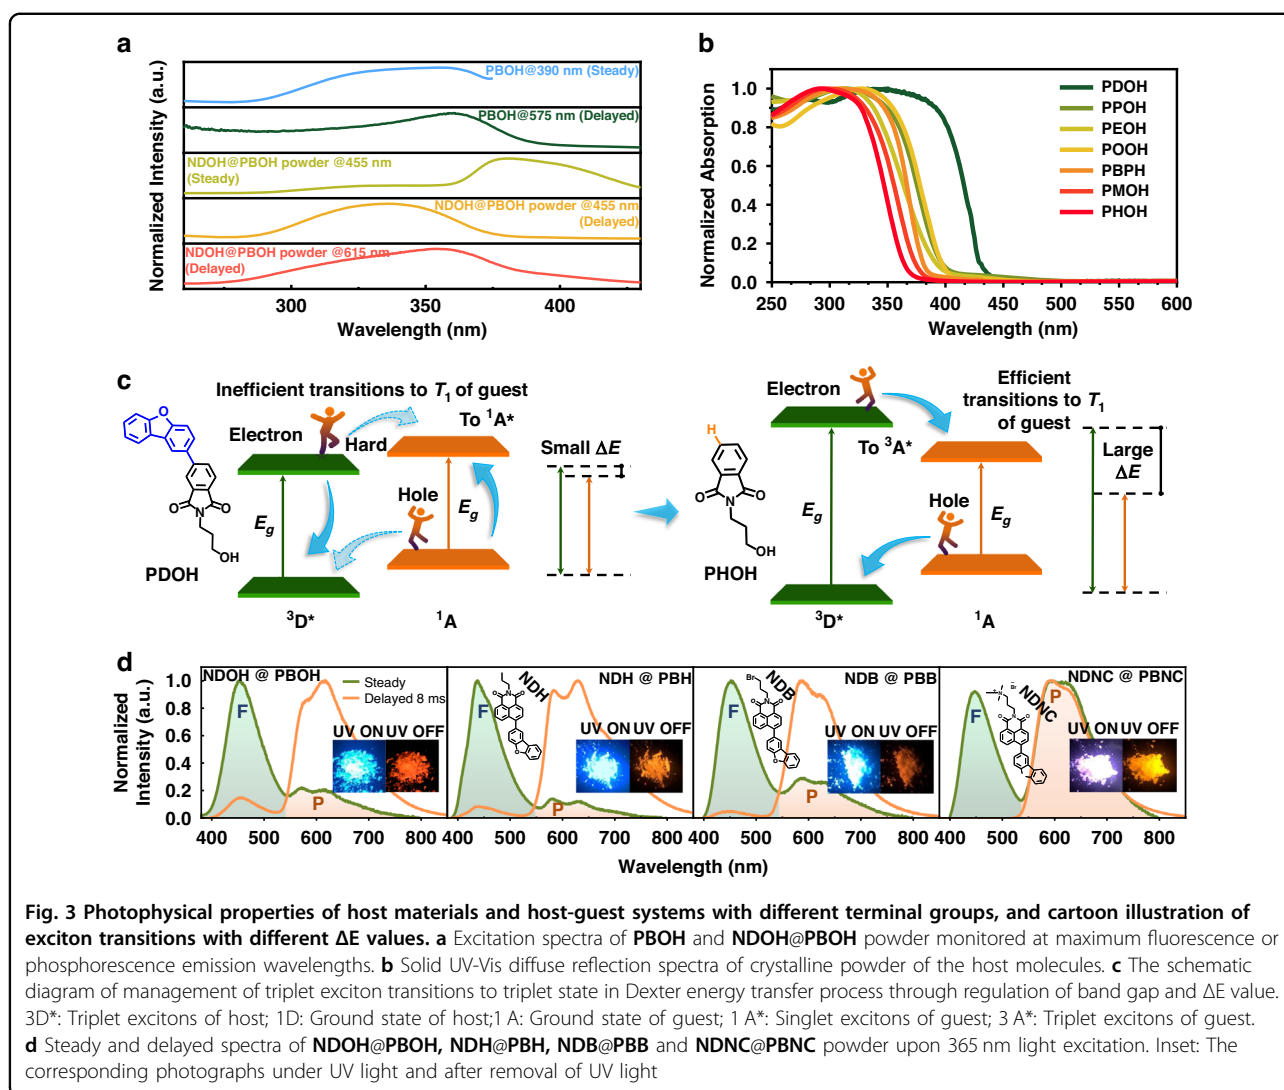 a
Normalized Intensity (a.u.)
PBOH@390 nm (Steady)
PBOH@575 nm (Delayed)
NDOH@PBOH powder @455 nm
(Steady)
NDOH@PBOH powder @455 nm
(Delayed)
NDOH@PBOH powder @615 nm
(Delayed)
300 350 400
Wavelength (nm)
b
Normalized Absorption
1.0
0.8
0.6
0.4
0.2
0.0
PDOH
PPOH
PEOH
POOH
PBPH
PMOH
PHOH
250 300 350 400 450 500 550 600
Wavelength (nm)
c
Inefficient transitions to T1 of guest
O
Electron
Hard
To 1A*
Small ΔE
Hole
Eg
Eg
O
N
O
OH
PDOH
3D*
1A
H
O
N
O
OH
PHOH
Electron
Efficient
transitions to T1
of guest
To 3A*
Large
ΔE
Hole
Eg
Eg
3D*
1A
d
Normalized
Intensity (a.u.)
1.0
0.8
0.6
0.4
0.2
0.0
NDOH @ PBOH
Steady
Delayed 8 ms
F
UV ON UV OFF
P
400 500 600 700 800
NDH
NDH @ PBH
F
UV ON UV OFF
P
400 500 600 700 800
Br
NDB
NDB @ PBB
F
UV ON UV OFF
P
400 500 600 700 800
Br
NDNC
NDNC @ PBNC
F
P
UV ON UV OFF
400 500 600 700 800
Wavelength (nm)
Fig. 3 Photophysical properties of host materials and host-guest systems with different terminal groups, and cartoon illustration of
exciton transitions with different ΔE values. a Excitation spectra of PBOH and NDOH@PBOH powder monitored at maximum fluorescence or
phosphorescence emission wavelengths. b Solid UV-Vis diffuse reflection spectra of crystalline powder of the host molecules. c The schematic
diagram of management of triplet exciton transitions to triplet state in Dexter energy transfer process through regulation of band gap and ΔE value.
3D*: Triplet excitons of host; 1D: Ground state of host;1 A: Ground state of guest; 1 A*: Singlet excitons of guest; 3 A*: Triplet excitons of guest.
d Steady and delayed spectra of NDOH@PBOH, NDH@PBH, NDB@PBB and NDNC@PBNC powder upon 365 nm light excitation. Inset: The
corresponding photographs under UV light and after removal of UV light